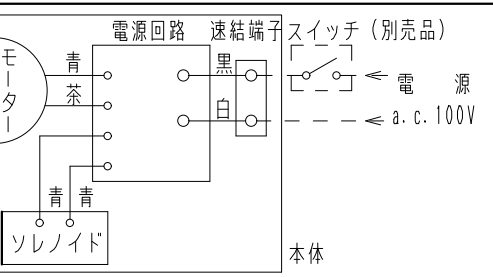 電源回路 速結端子 スイッチ（別売品）
モーター
青
黒
茶
電 源
白
a.c.100V
青 青
ソレノイド
本体